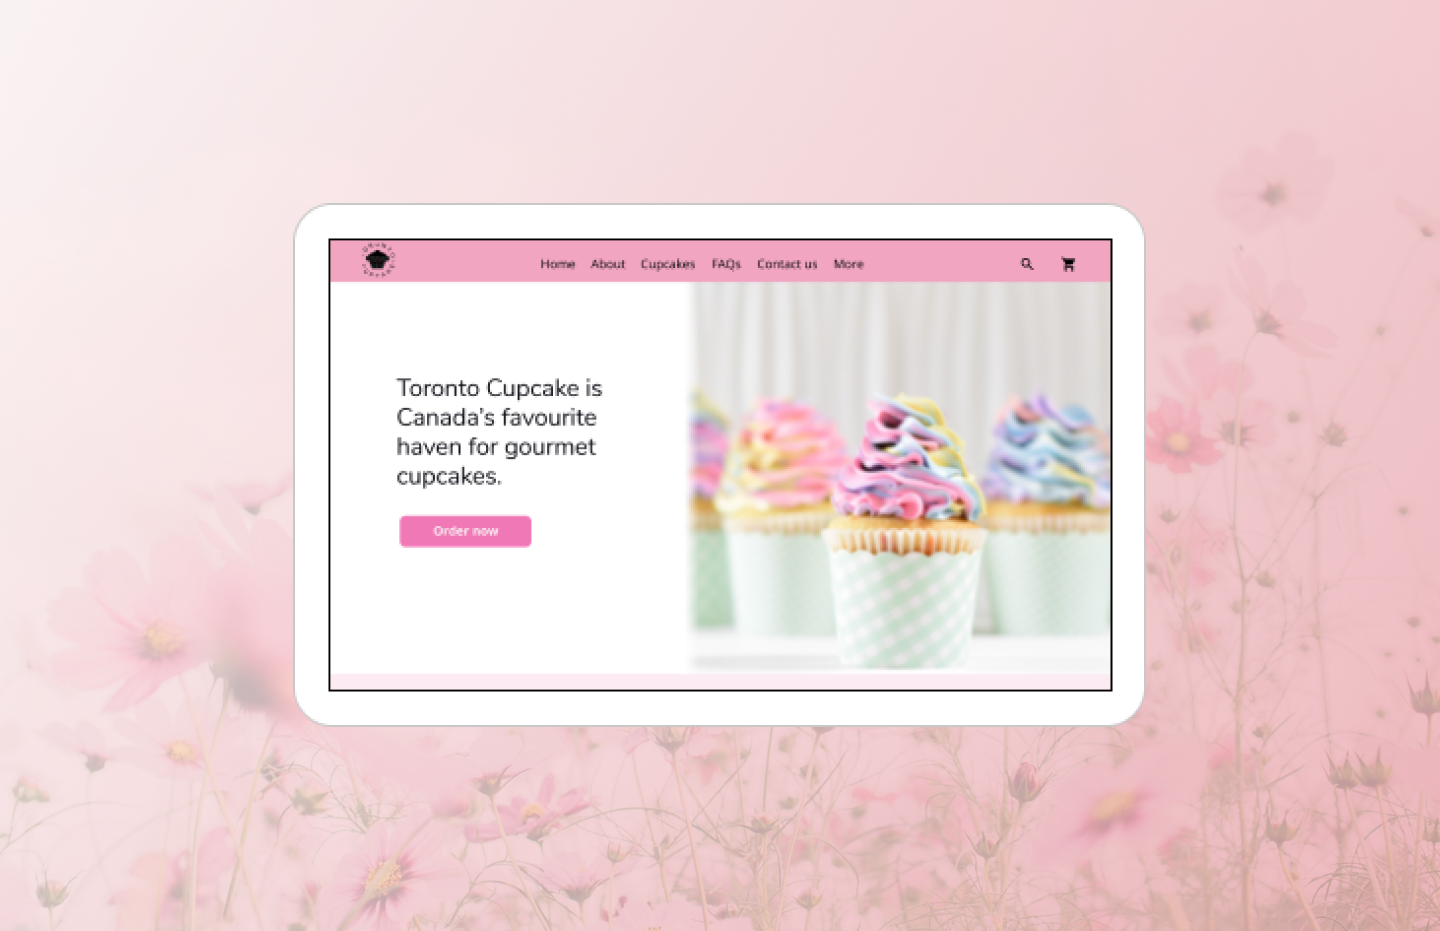 Home About Cupcakes FAQs Contact us More
Toronto Cupcake is
Canada's favourite
haven for gourmet
cupcakes.
Order now